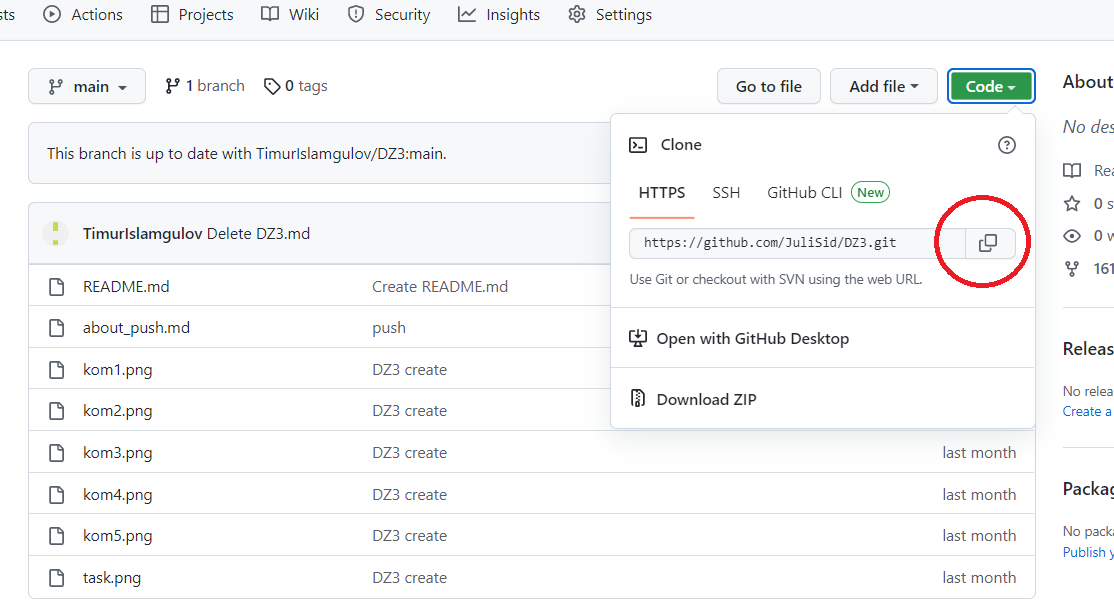 sts Actions Projects Wiki Security Insights Settings
main 1 branch 0 tags Go to file Add file Code About
No des
This branch is up to date with TimurIslamgulov/DZ3:main.
Clone
HTTPS SSH GitHub CLI New
https://github.com/JuliSid/DZ3.git
Use Git or checkout with SVN using the web URL.
Open with GitHub Desktop
Download ZIP
TimurIslamgulov Delete DZ3.md
README.md Create README.md
about_push.md push
kom1.png DZ3 create
kom2.png DZ3 create
kom3.png DZ3 create last month
kom4.png DZ3 create last month
kom5.png DZ3 create last month
task.png DZ3 create last month
Rea
0 s
0 w
161
Releas
No relea
Create a
Packag
No packa
Publish y